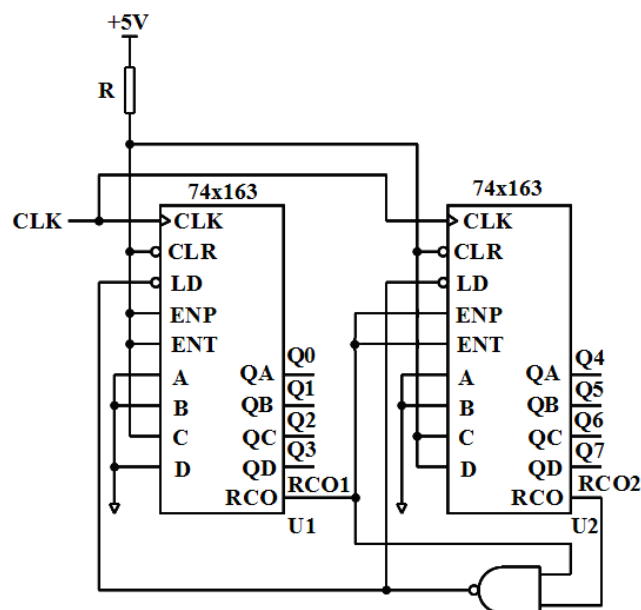 +5V
R
74x163
74x163
CLK
CLK
CLR
LD
ENP
ENT
A
B
C
D
QA
QB
QC
QD
RCO
Q0
Q1
Q2
Q3
RCO1
U1
CLK
CLR
LD
ENP
ENT
A
B
C
D
QA
QB
QC
QD
RCO
Q4
Q5
Q6
Q7
RCO2
U2